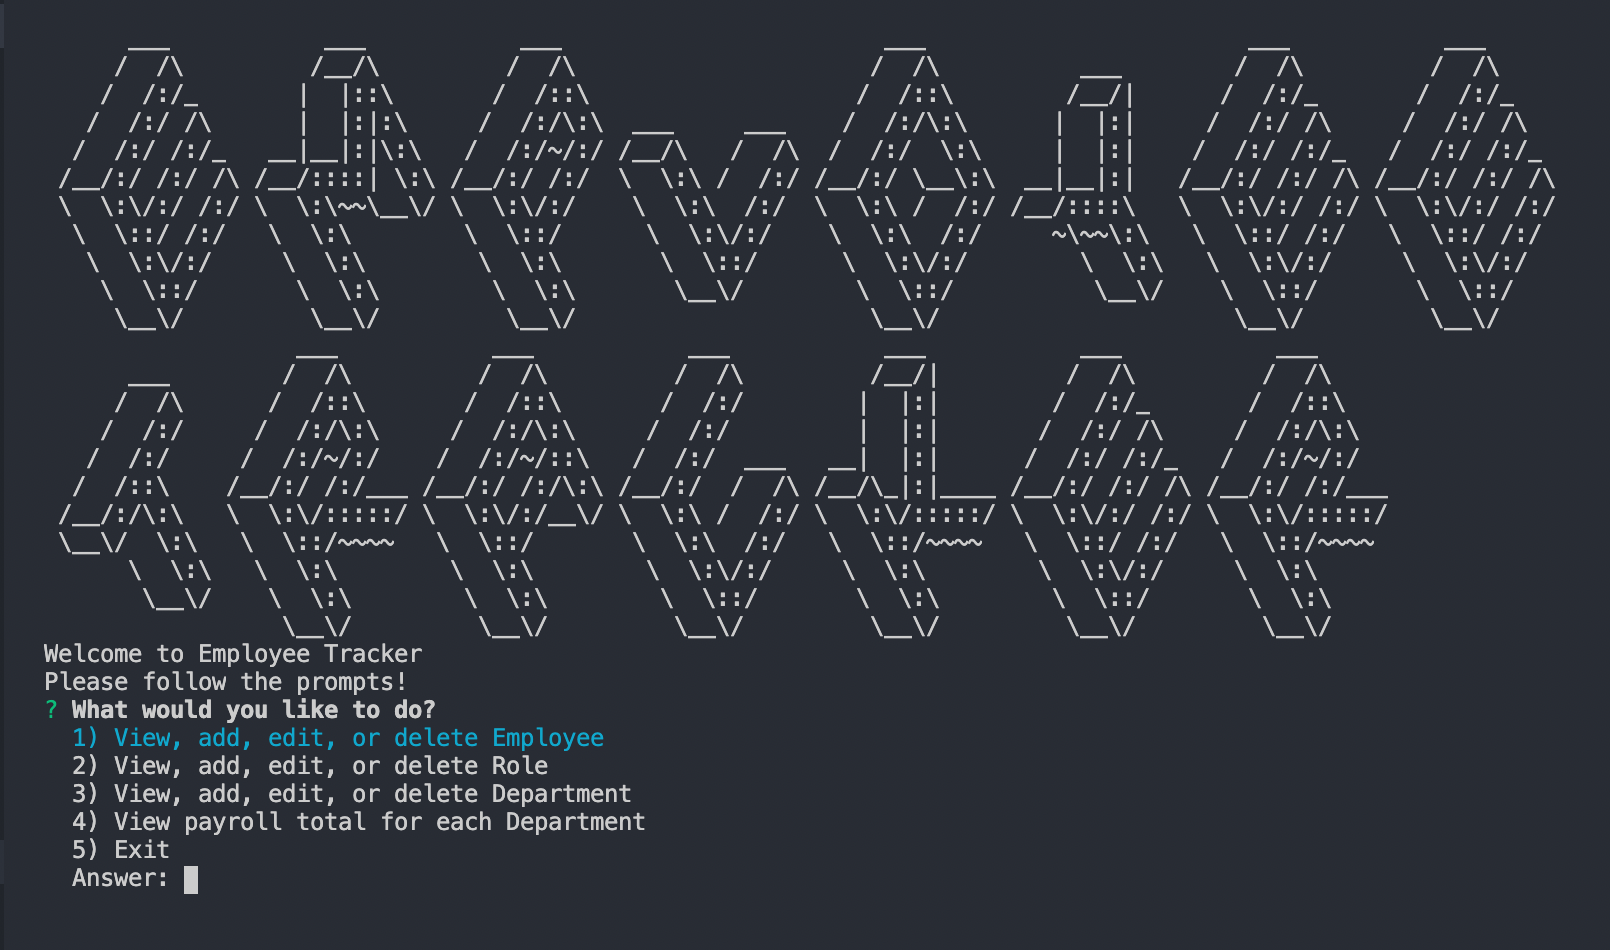 EMPLOYEE
TRACKER
Welcome to Employee Tracker
Please follow the prompts!
? What would you like to do?
1) View, add, edit, or delete Employee
2) View, add, edit, or delete Role
3) View, add, edit, or delete Department
4) View payroll total for each Department
5) Exit
Answer: